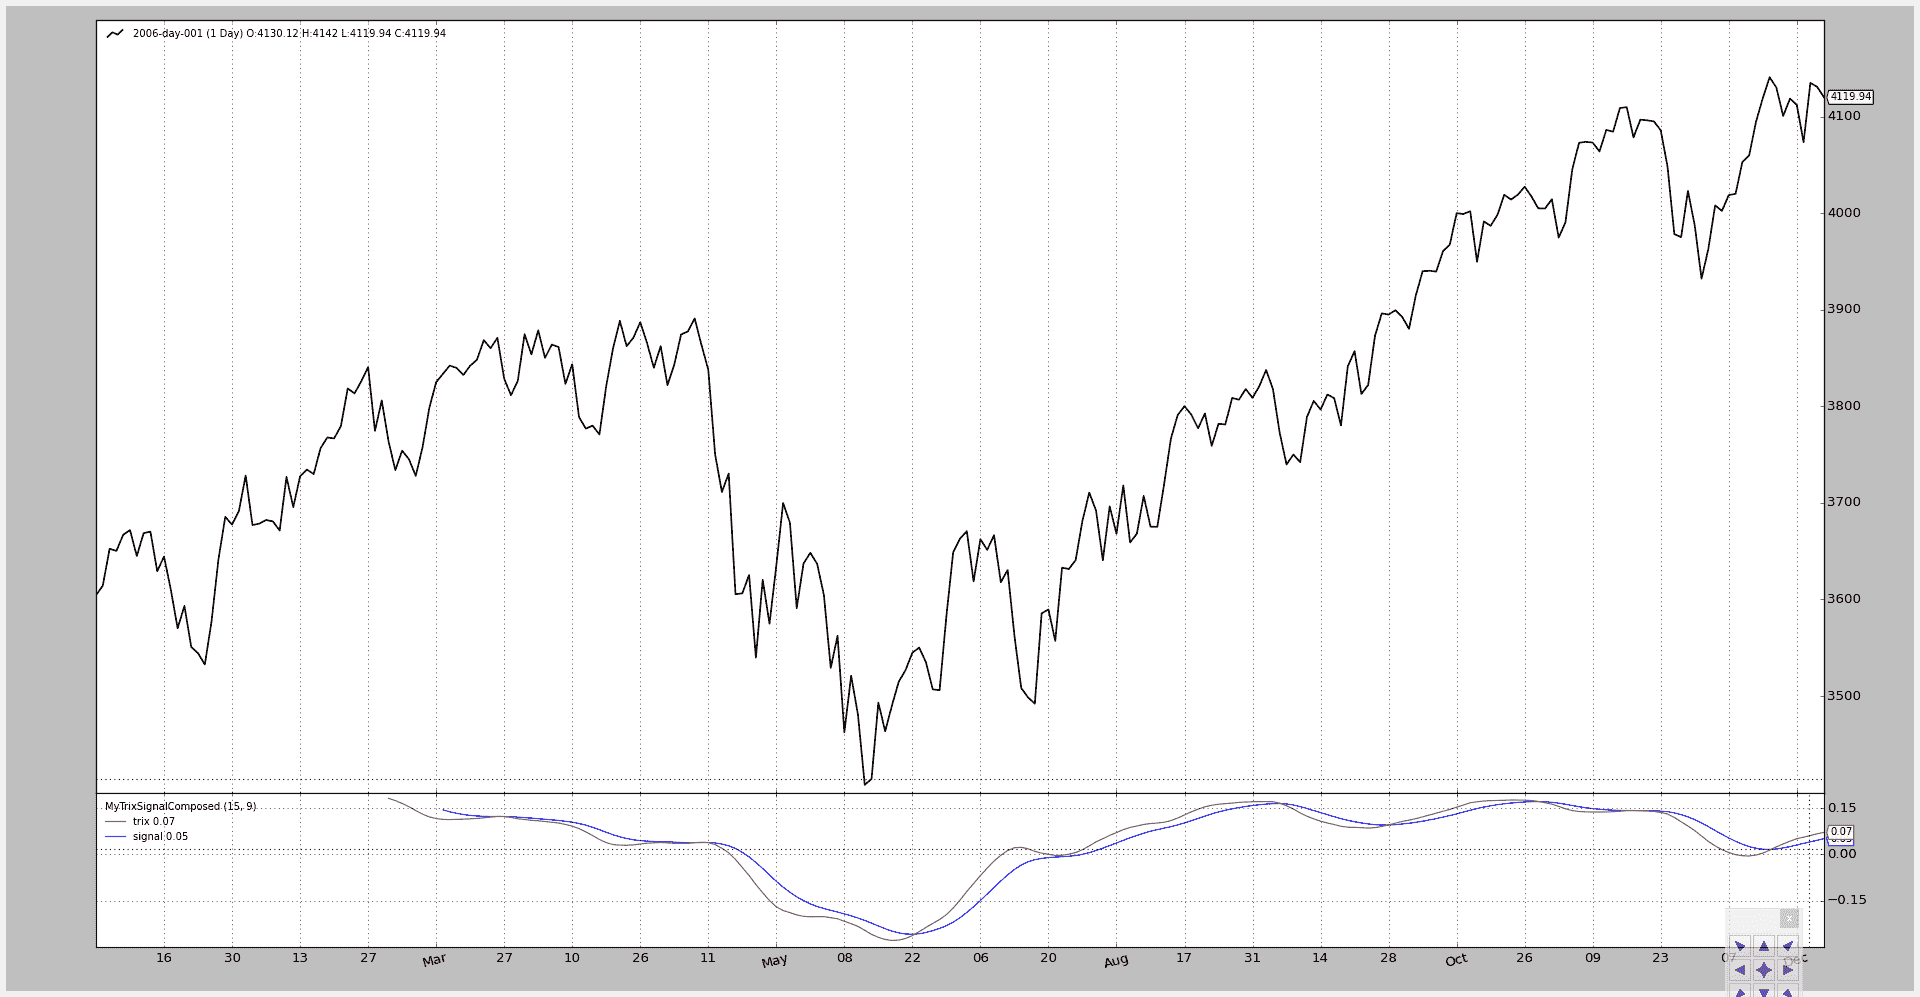 2006-day-001 (1 Day) O:4130.12 H:4142 L:4119.94 C:4119.94
4119.94
4100
4000
3900
3800
3700
3600
3500
MyTrixSignalComposed (15, 9)
trix 0.07
signal 0.05
0.15
0.07
0.00
−0.15
x
16 30 13 27 Mar 27 10 26 11 May 08 22 06 20 Aug 17 31 14 28 Oct 26 09 23 07 Dec